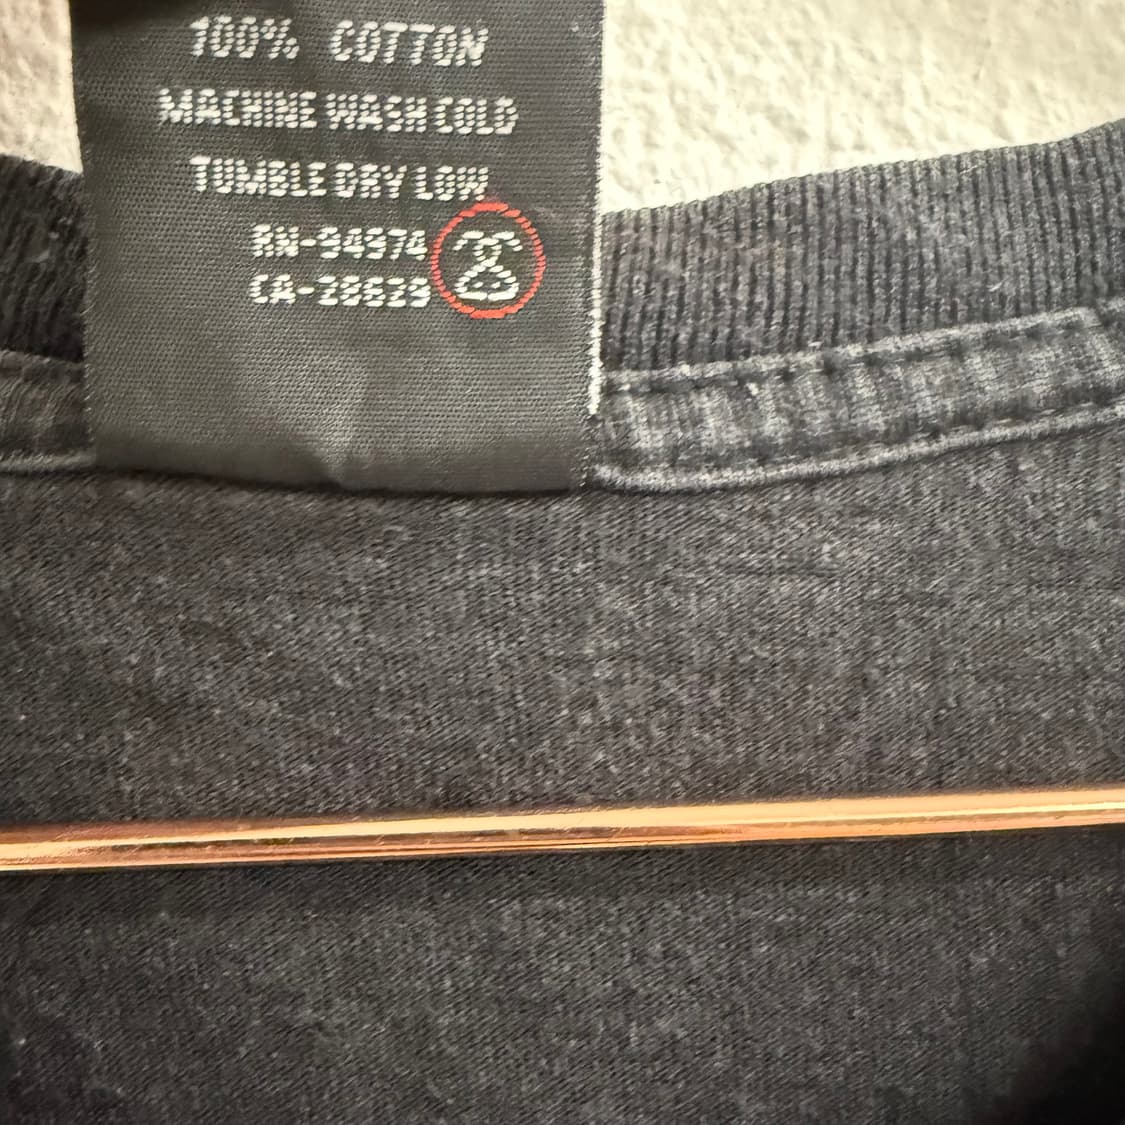 100% COTTON
MACHINE WASH COLD
TUMBLE DRY LOW
RN-94974
CA-28629